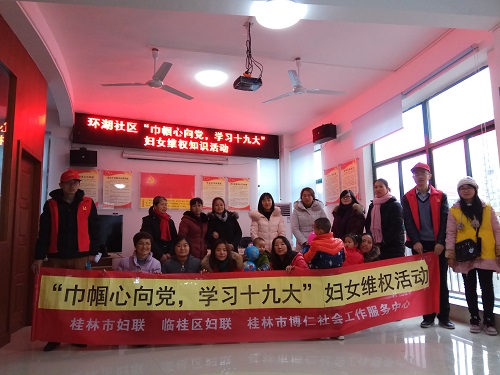 环湖社区“巾帼心向党，学习十九大”
妇女维权知识活动
“巾帼心向党，学习十九大”妇女维权活动
桂林市妇联 临桂区妇联 桂林市博仁社会工作服务中心